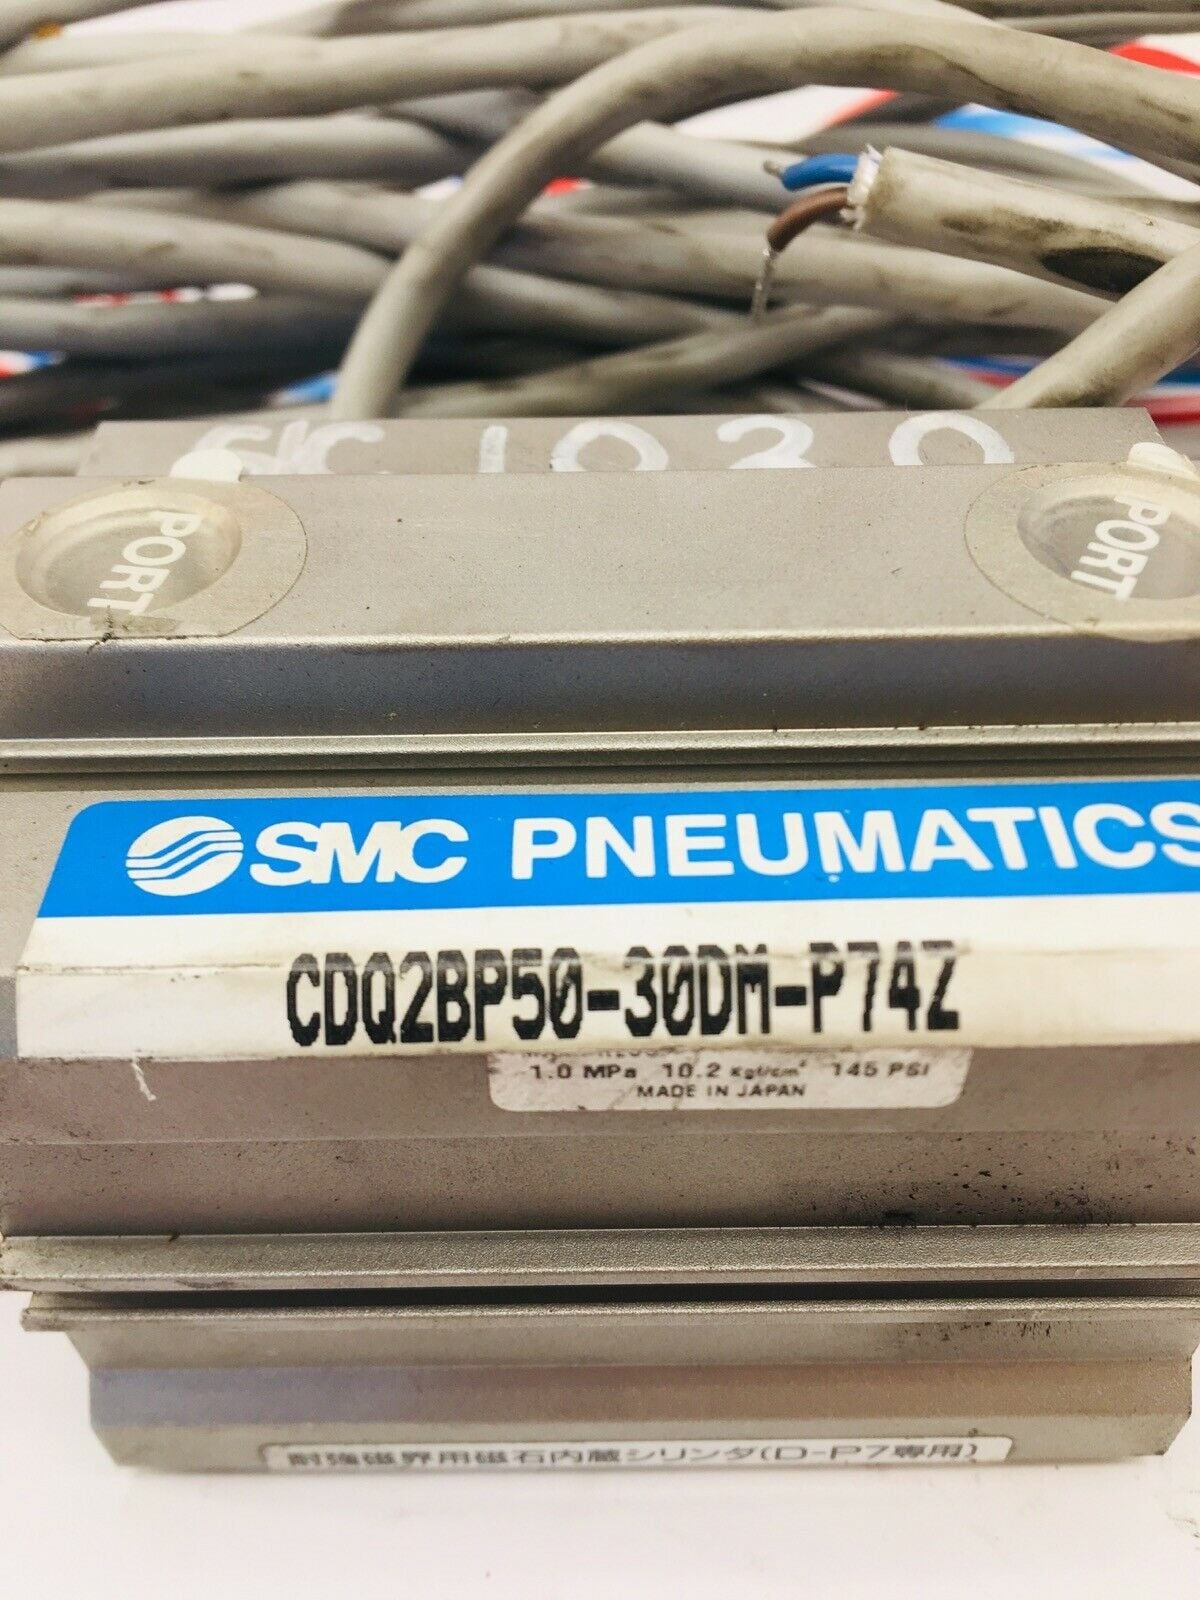 1030
PORT
PORT
SMC PNEUMATICS
CDQ2BP50-30DM-P74Z
1.0 MPa 10.2 Kgf/cm² 145 PSI
MADE IN JAPAN
耐強磁界用磁石内蔵シリンダ(D-P7専用)